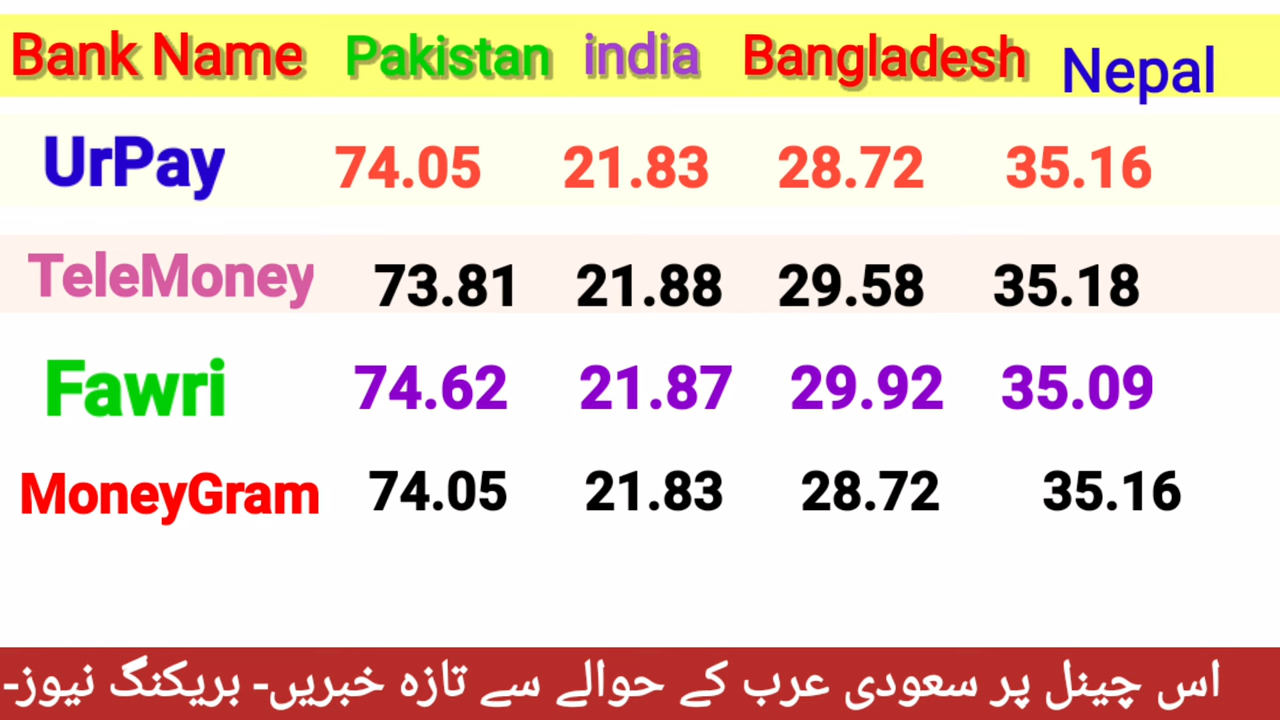 Bank Name Pakistan india Bangladesh Nepal
UrPay 74.05 21.83 28.72 35.16
TeleMoney 73.81 21.88 29.58 35.18
Fawri 74.62 21.87 29.92 35.09
MoneyGram 74.05 21.83 28.72 35.16
اس چینل پر سعودی عرب کے حوالے سے تازہ خبریں- بریکنگ نیوز-